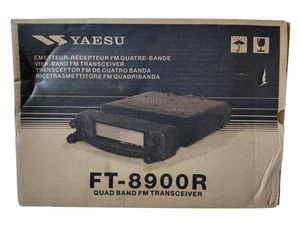 YAESU
EMETTEUR-RÉCEPTEUR FM QUATRE-BANDE
VIER-BAND FM TRANSCEIVER
TRANSCEPTOR FM DE CUATRO BANDA
RICETRASMETTITORE FM QUADRIBANDA
FT-8900R
QUAD BAND FM TRANSCEIVER